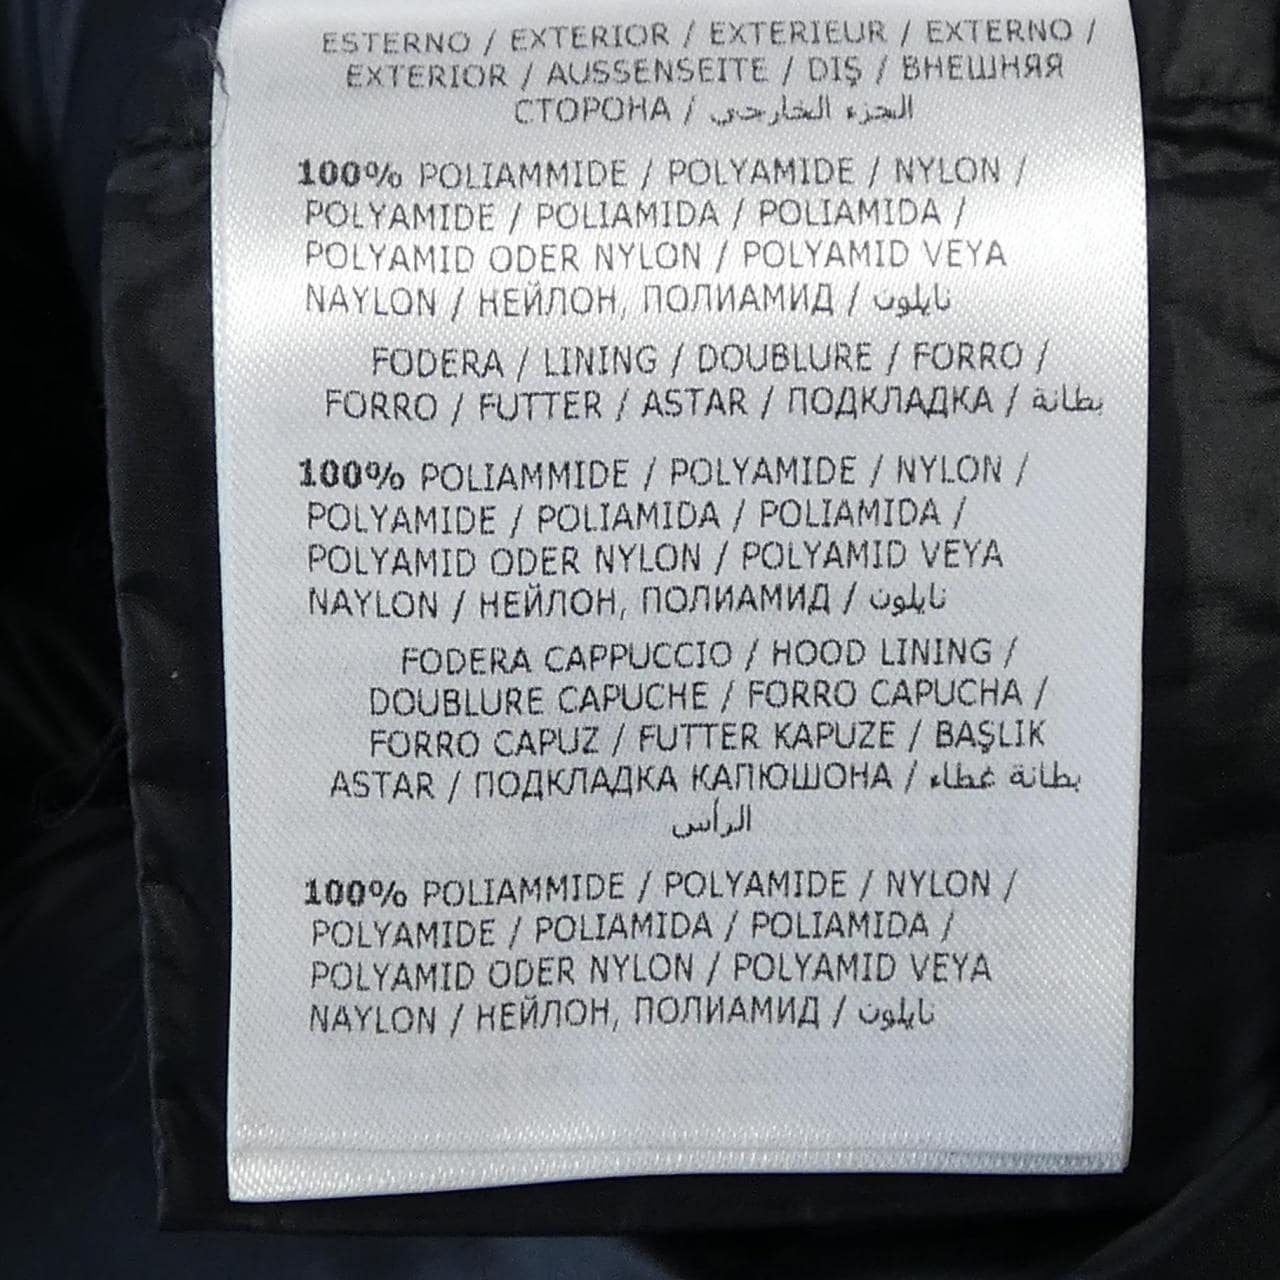 ESTERNO / EXTERIOR / EXTERIEUR / EXTERNO /
EXTERIOR / AUSSENSEITE / DIŞ / ВНЕШНЯЯ
СТОРОНА / الجزء الخارجي
100% POLIAMMIDE / POLYAMIDE / NYLON /
POLYAMIDE / POLIAMIDA / POLIAMIDA /
POLYAMID ODER NYLON / POLYAMID VEYA
NAYLON / НЕЙЛОН, ПОЛИАМИД / نايلون
FODERA / LINING / DOUBLURE / FORRO /
FORRO / FUTTER / ASTAR / ПОДКЛАДКА / بطانة
100% POLIAMMIDE / POLYAMIDE / NYLON /
POLYAMIDE / POLIAMIDA / POLIAMIDA /
POLYAMID ODER NYLON / POLYAMID VEYA
NAYLON / НЕЙЛОН, ПОЛИАМИД / نايلون
FODERA CAPPUCCIO / HOOD LINING /
DOUBLURE CAPUCHE / FORRO CAPUCHA /
FORRO CAPUZ / FUTTER KAPUZE / BAŞLIK
ASTAR / ПОДКЛАДКА КАПЮШОНА / بطانة غطاء
الرأس
100% POLIAMMIDE / POLYAMIDE / NYLON /
POLYAMIDE / POLIAMIDA / POLIAMIDA /
POLYAMID ODER NYLON / POLYAMID VEYA
NAYLON / НЕЙЛОН, ПОЛИАМИД / نايلون